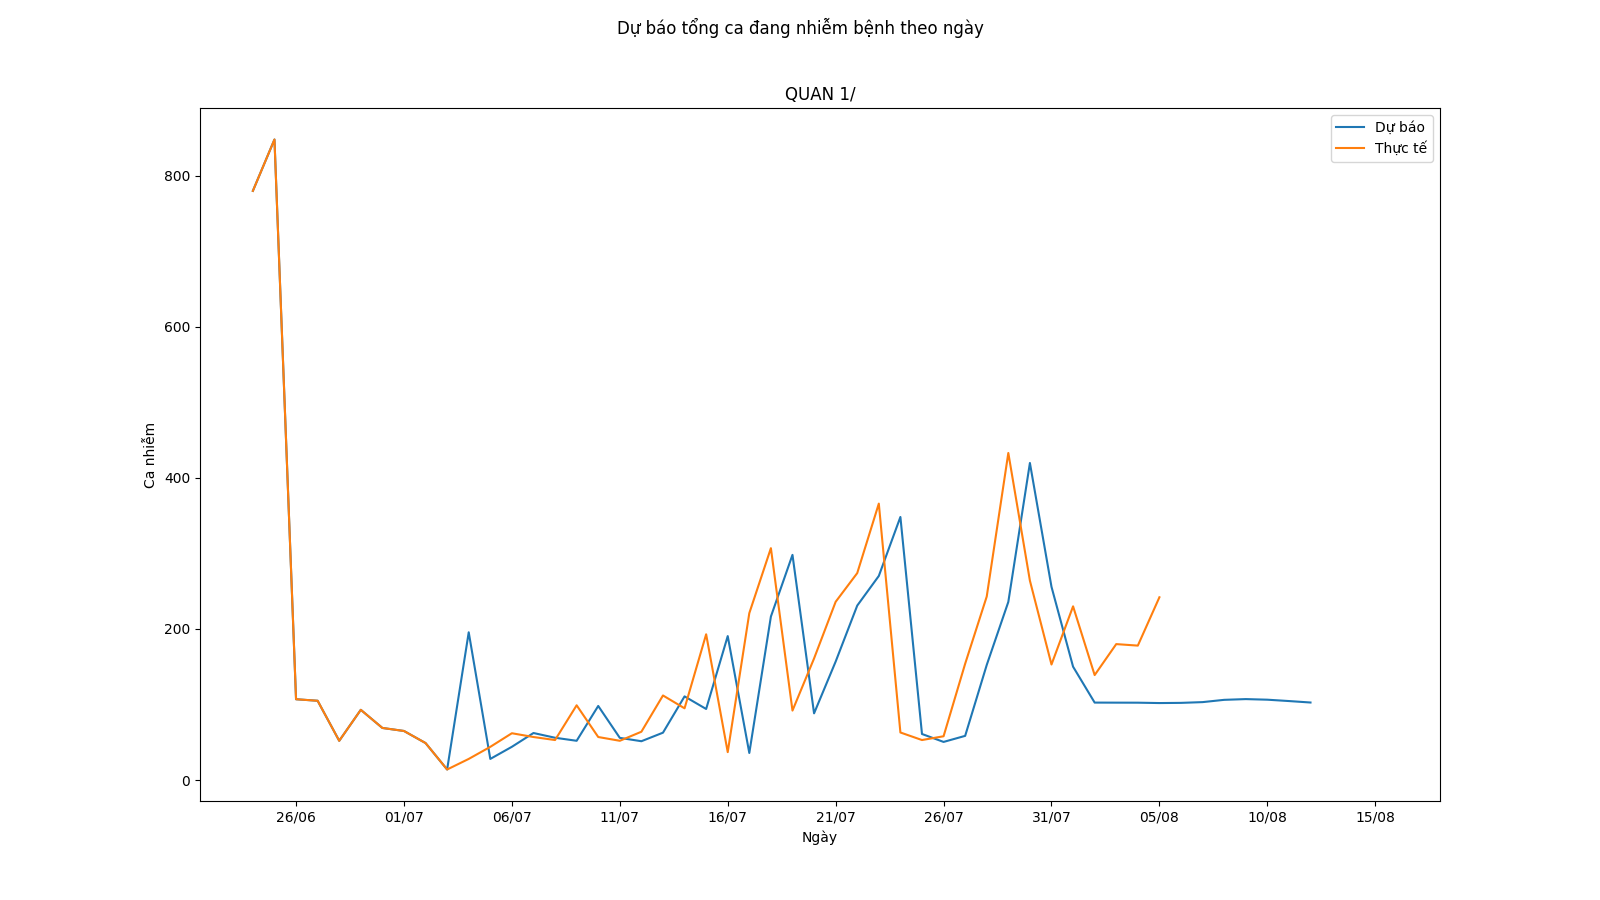 Dự báo tổng ca đang nhiễm bệnh theo ngày
QUAN 1/
Dự báo
Thực tế
800
600
400
200
0
Ca nhiễm
26/06 01/07 06/07 11/07 16/07 21/07 26/07 31/07 05/08 10/08 15/08
Ngày